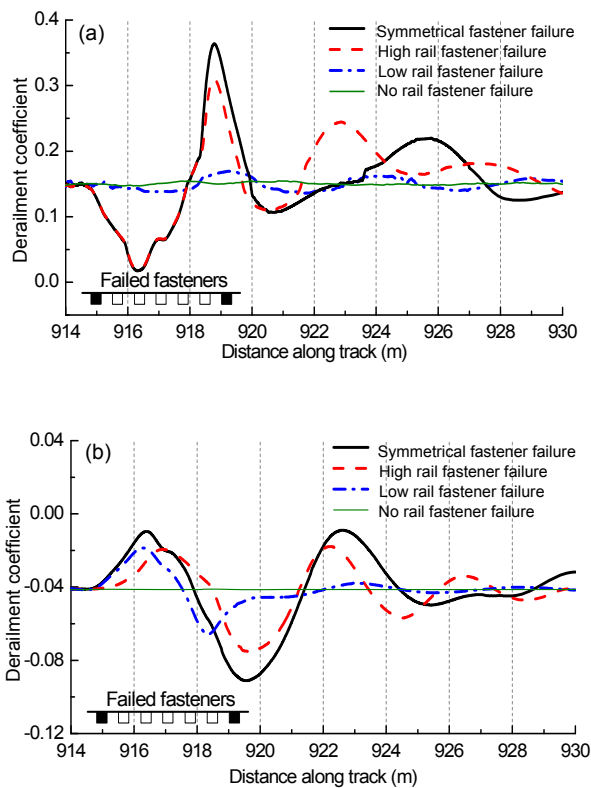 (a)
Symmetrical fastener failure
High rail fastener failure
Low rail fastener failure
No rail fastener failure
0.4
0.3
0.2
0.1
0.0
Derailment coefficient
Failed fasteners
914 916 918 920 922 924 926 928 930
Distance along track (m)
(b)
Symmetrical fastener failure
High rail fastener failure
Low rail fastener failure
No rail fastener failure
0.04
0.00
-0.04
-0.08
-0.12
Derailment coefficient
Failed fasteners
914 916 918 920 922 924 926 928 930
Distance along track (m)